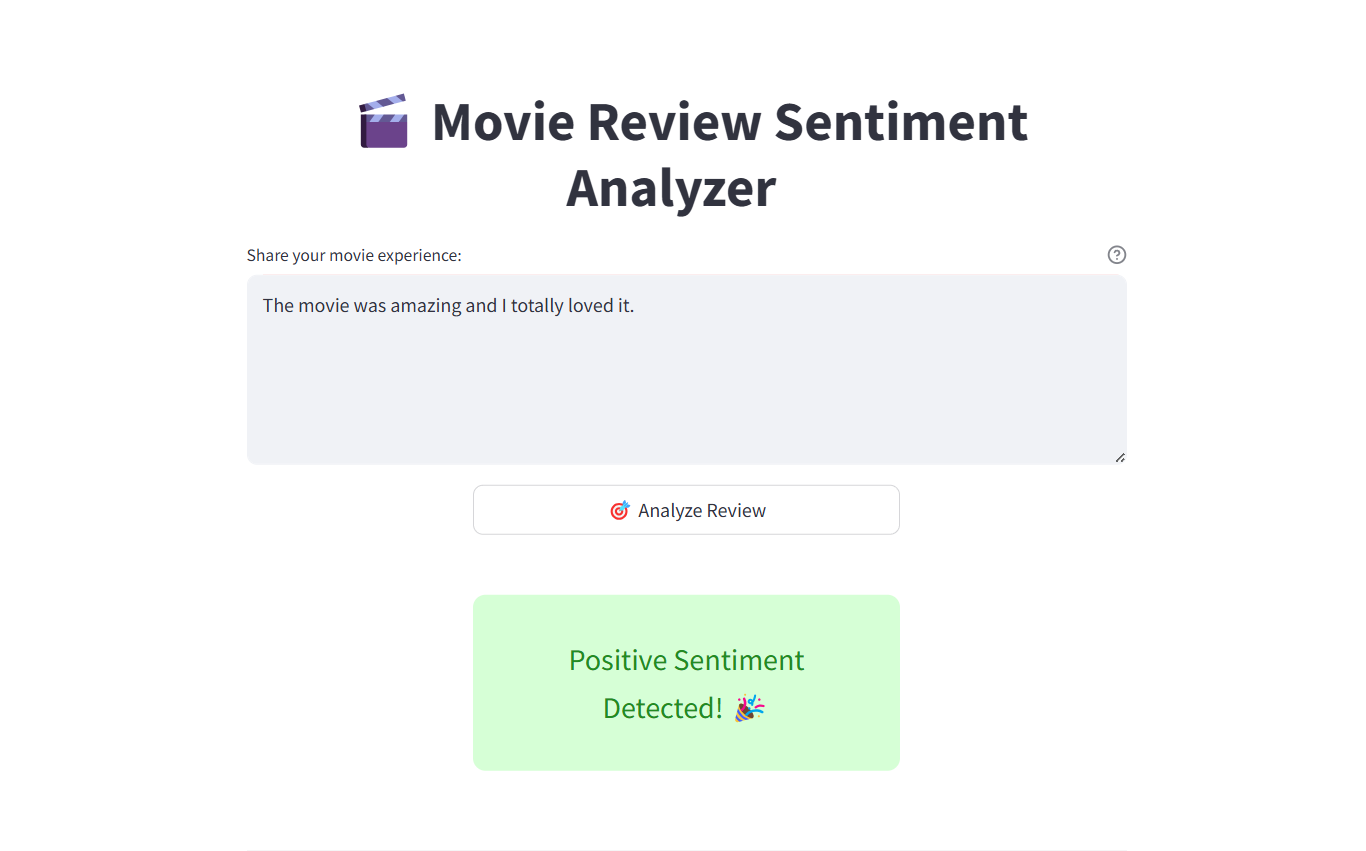 🎬 Movie Review Sentiment
Analyzer
Share your movie experience:
The movie was amazing and I totally loved it.
🎯 Analyze Review
Positive Sentiment
Detected! 🎉